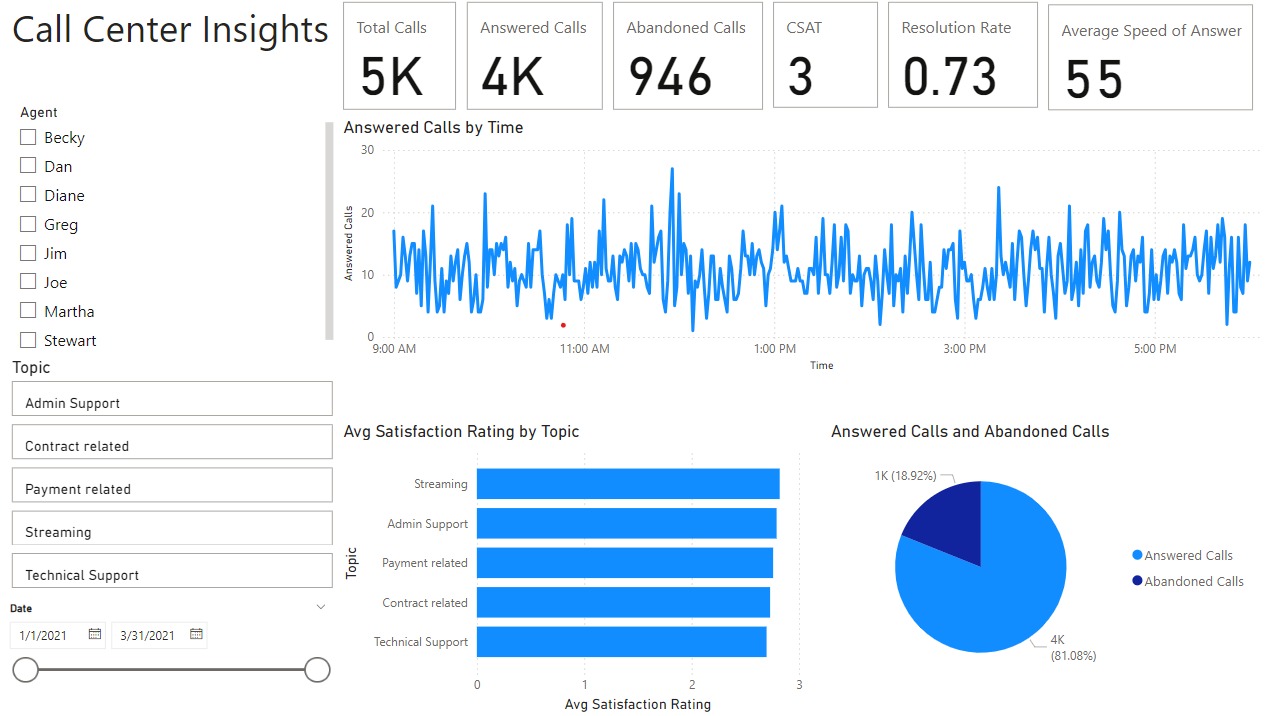 Call Center Insights
Total Calls
5K
Answered Calls
4K
Abandoned Calls
946
CSAT
3
Resolution Rate
0.73
Average Speed of Answer
55
Agent
Becky
Dan
Diane
Greg
Jim
Joe
Martha
Stewart
Topic
Admin Support
Contract related
Payment related
Streaming
Technical Support
Date
1/1/2021
3/31/2021
Answered Calls by Time
Answered Calls
30
20
10
0
9:00 AM
11:00 AM
1:00 PM
3:00 PM
5:00 PM
Time
Avg Satisfaction Rating by Topic
Topic
Streaming
Admin Support
Payment related
Contract related
Technical Support
0
1
2
3
Avg Satisfaction Rating
Answered Calls and Abandoned Calls
1K (18.92%)
4K
(81.08%)
Answered Calls
Abandoned Calls